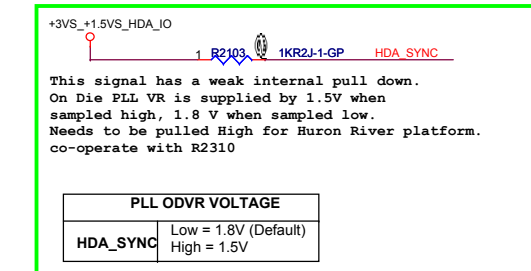 +3VS_+1.5VS_HDA_IO
1 R2103 1KR2J-1-GP HDA_SYNC
This signal has a weak internal pull down.
On Die PLL VR is supplied by 1.5V when
sampled high, 1.8 V when sampled low.
Needs to be pulled High for Huron River platform.
co-operate with R2310
PLL ODVR VOLTAGE
HDA_SYNC
Low = 1.8V (Default)
High = 1.5V